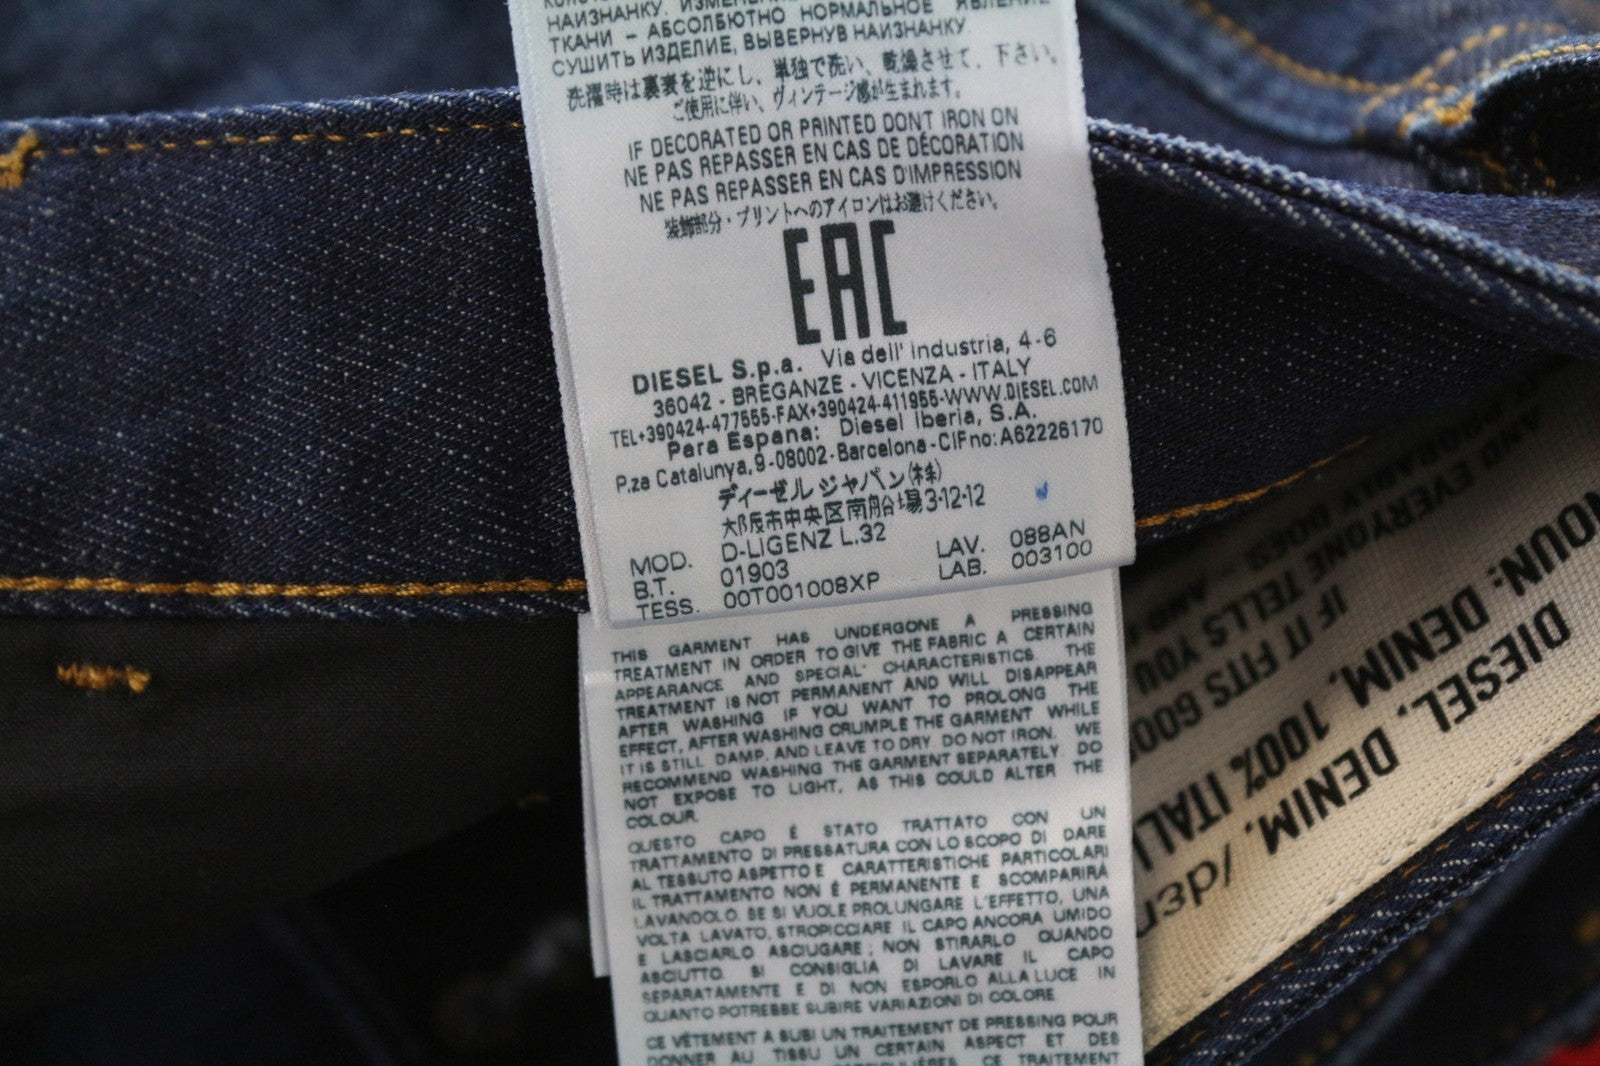 НАИЗНАНКУ.
ТКАНИ – АБСОЛБЮТНО НОРМАЛЬНОЕ ЯВЛЕНИЕ
СУШИТЬ ИЗДЕЛИЕ, ВЫВЕРНУВ НАИЗНАНКУ
洗濯時は裏表を逆にし、単独で洗い、乾燥させて、下さい。
ご使用に伴い、ヴィンテージ感が生まれます。
IF DECORATED OR PRINTED DONT IRON ON
NE PAS REPASSER EN CAS DE DÉCORATION
NE PAS REPASSER EN CAS D'IMPRESSION
装飾部分・プリントへのアイロンはお避けください。
EAC
DIESEL S.p.a. Via dell' Industria, 4-6
36042 - BREGANZE - VICENZA - ITALY
TEL+390424-477555-FAX+390424-411955-WWW.DIESEL.COM
Para Espana: Diesel Iberia, S.A.
P.za Catalunya,9-08002-Barcelona-CIFno:A62226170
ディーゼル ジャパン(株)
大阪市中央区南船場3-12-12
MOD. D-LIGENZ L.32 LAV. 088AN
B.T. 01903 LAB. 003100
TESS. 00T001008XP
THIS GARMENT HAS UNDERGONE A PRESSING
TREATMENT IN ORDER TO GIVE THE FABRIC A CERTAIN
APPEARANCE AND SPECIAL' CHARACTERISTICS. THE
TREATMENT IS NOT PERMANENT AND WILL DISAPPEAR
AFTER WASHING IF YOU WANT TO PROLONG THE
EFFECT, AFTER WASHING CRUMPLE THE GARMENT WHILE
IT IS STILL DAMP, AND LEAVE TO DRY. DO NOT IRON. WE
RECOMMEND WASHING THE GARMENT SEPARATELY. DO
NOT EXPOSE TO LIGHT, AS THIS COULD ALTER THE
COLOUR.
QUESTO CAPO È STATO TRATTATO CON UN
TRATTAMENTO DI PRESSATURA CON LO SCOPO DI DARE
AL TESSUTO ASPETTO E CARATTERISTICHE PARTICOLARI
IL TRATTAMENTO NON È PERMANENTE E SCOMPARIRÀ
LAVANDOLO. SE SI VUOLE PROLUNGARE L'EFFETTO, UNA
VOLTA LAVATO, STROPICCIARE IL CAPO ANCORA UMIDO
E LASCIARLO ASCIUGARE; NON STIRARLO QUANDO
ASCIUTTO. SI CONSIGLIA DI LAVARE IL CAPO
SEPARATAMENTE E DI NON ESPORLO ALLA LUCE IN
QUANTO POTREBBE SUBIRE VARIAZIONI DI COLORE.
CE VÊTEMENT A SUBI UN TRAITEMENT DE PRESSING POUR
DONNER AU TISSU UN CERTAIN ASPECT ET DES
CE TRAITEMENT
DIESEL. DENIM.
NOUN: DENIM. 100% ITALI
IF IT FITS GOO
EVERYONE TELLS YOU